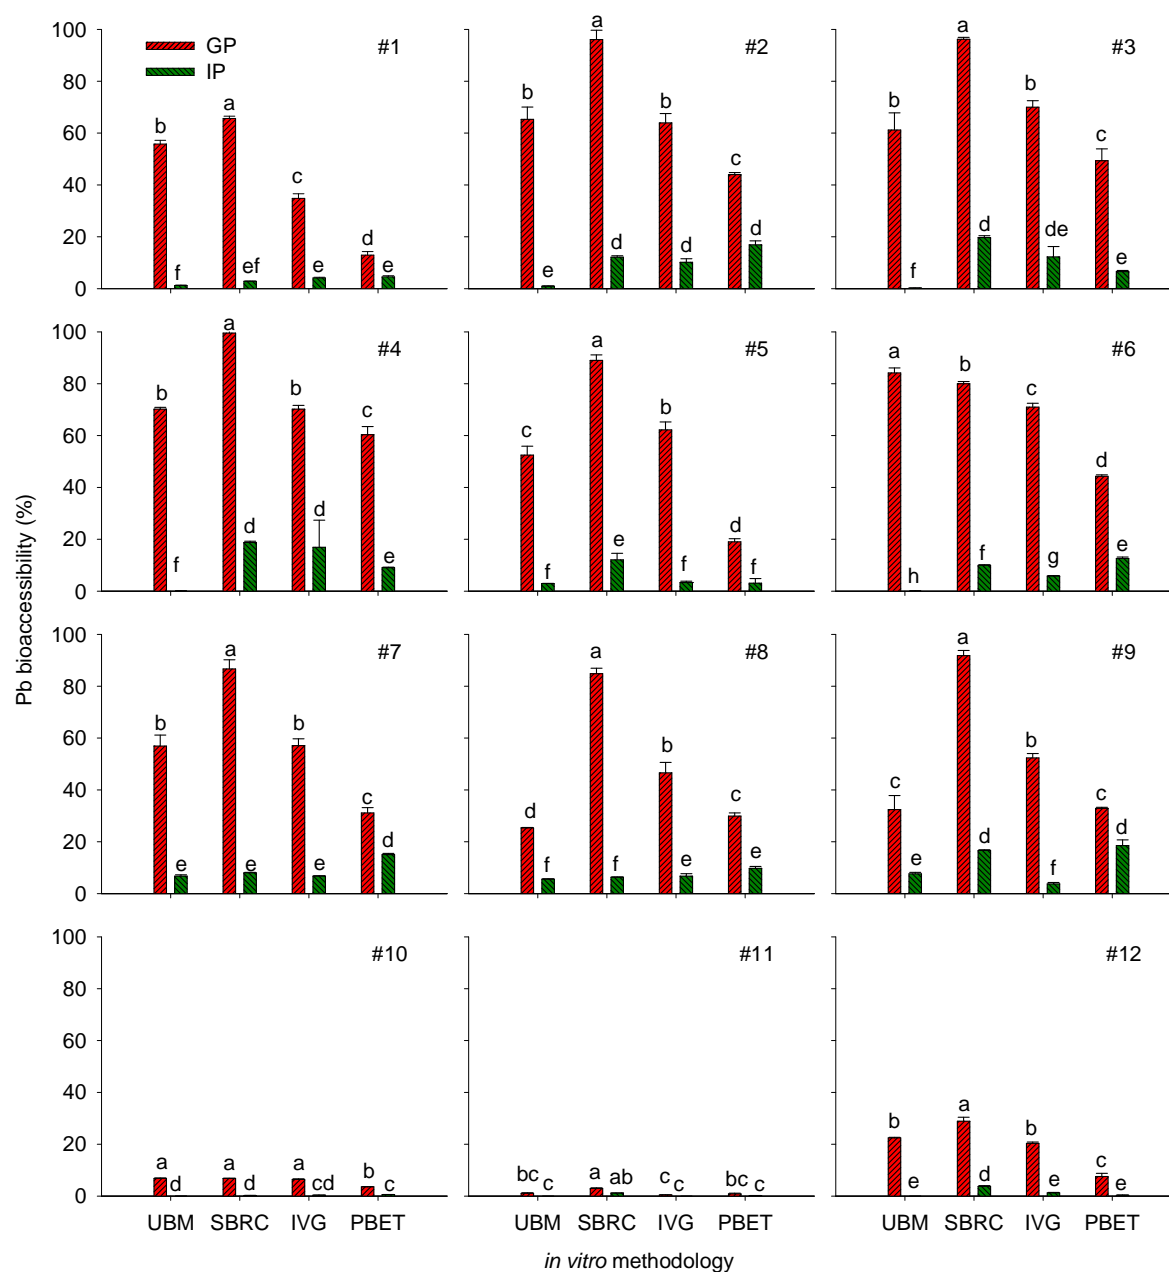 Pb bioaccessibility (%)
100 #1 #2 #3
GP
IP
80
60
40
20
0
b f a ef c e d e
b e a d b d c d
b f a d b de c e
100 #4 #5 #6
80
60
40
20
0
b f a d b d c e
c f a e b f d f
a h b f c g d e
100 #7 #8 #9
80
60
40
20
0
b e a e b e c d
d f a f b e c e
c e a d b f c d
100 #10 #11 #12
80
60
40
20
0
a d a d a cd b c
bc c a ab c c bc c
b e a d b e c e
UBM SBRC IVG PBET UBM SBRC IVG PBET UBM SBRC IVG PBET
in vitro methodology